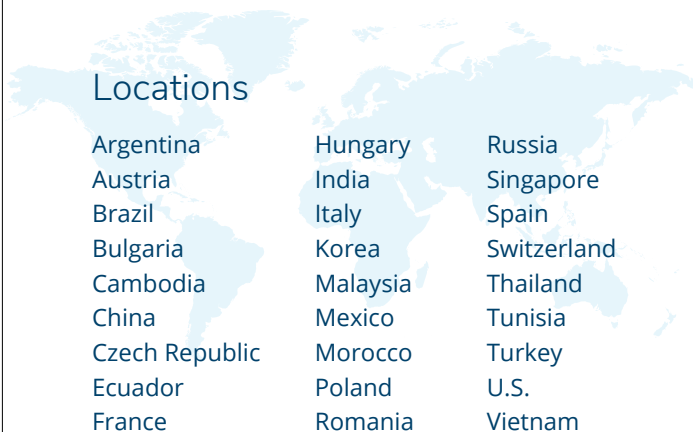 Locations
Argentina
Austria
Brazil
Bulgaria
Cambodia
China
Czech Republic
Ecuador
France
Hungary
India
Italy
Korea
Malaysia
Mexico
Morocco
Poland
Romania
Russia
Singapore
Spain
Switzerland
Thailand
Tunisia
Turkey
U.S.
Vietnam